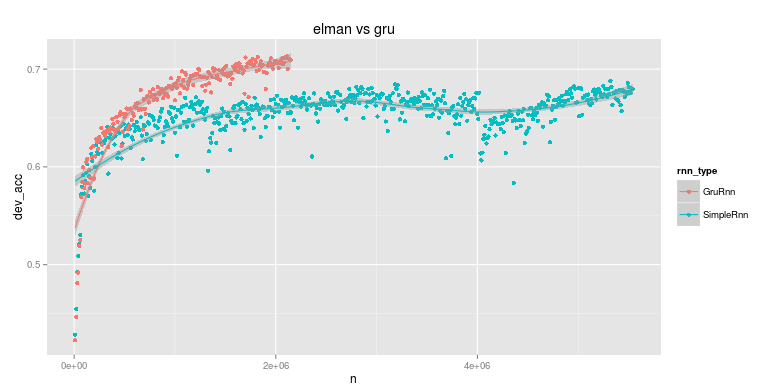 elman vs gru
dev_acc
0.7
0.6
0.5
0e+00
2e+06
4e+06
n
rnn_type
GruRnn
SimpleRnn